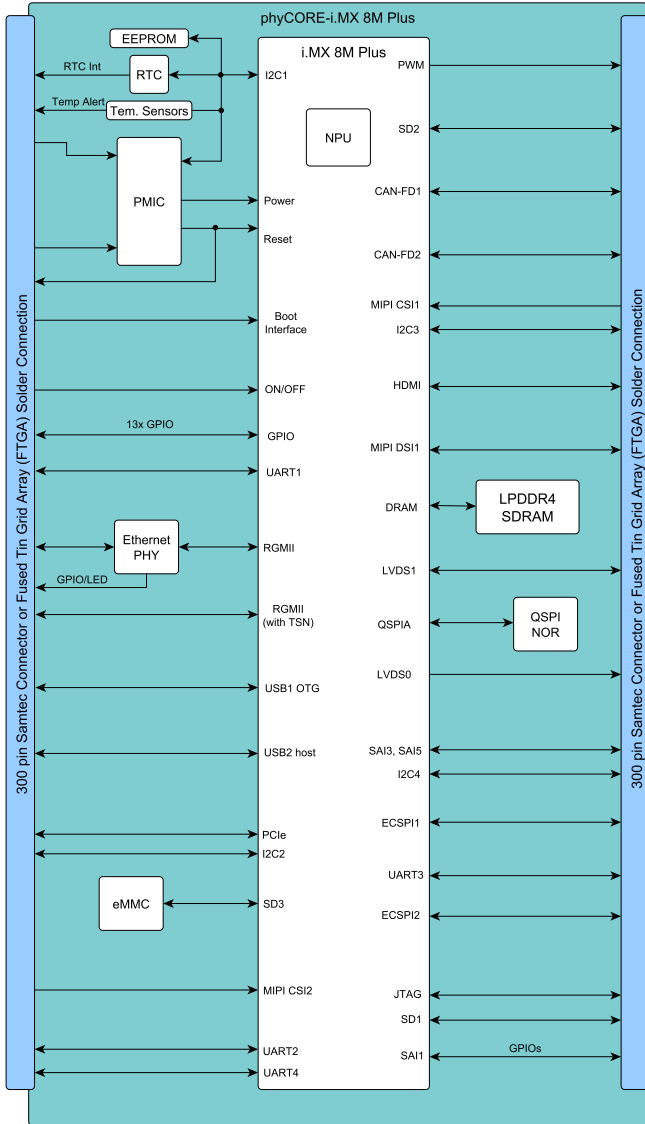 phyCORE-i.MX 8M Plus
300 pin Samtec Connector or Fused Tin Grid Array (FTGA) Solder Connection
EEPROM
RTC Int
RTC
Temp Alert
Tem. Sensors
PMIC
13x GPIO
Ethernet
PHY
GPIO/LED
eMMC
i.MX 8M Plus
NPU
I2C1
Power
Reset
Boot
Interface
ON/OFF
GPIO
UART1
RGMII
RGMII
(with TSN)
USB1 OTG
USB2 host
PCIe
I2C2
SD3
MIPI CSI2
UART2
UART4
PWM
SD2
CAN-FD1
CAN-FD2
MIPI CSI1
I2C3
HDMI
MIPI DSI1
DRAM
LVDS1
QSPIA
LVDS0
SAI3, SAI5
I2C4
ECSPI1
UART3
ECSPI2
JTAG
SD1
SAI1
LPDDR4
SDRAM
QSPI
NOR
GPIOs
300 pin Samtec Connector or Fused Tin Grid Array (FTGA) Solder Connection